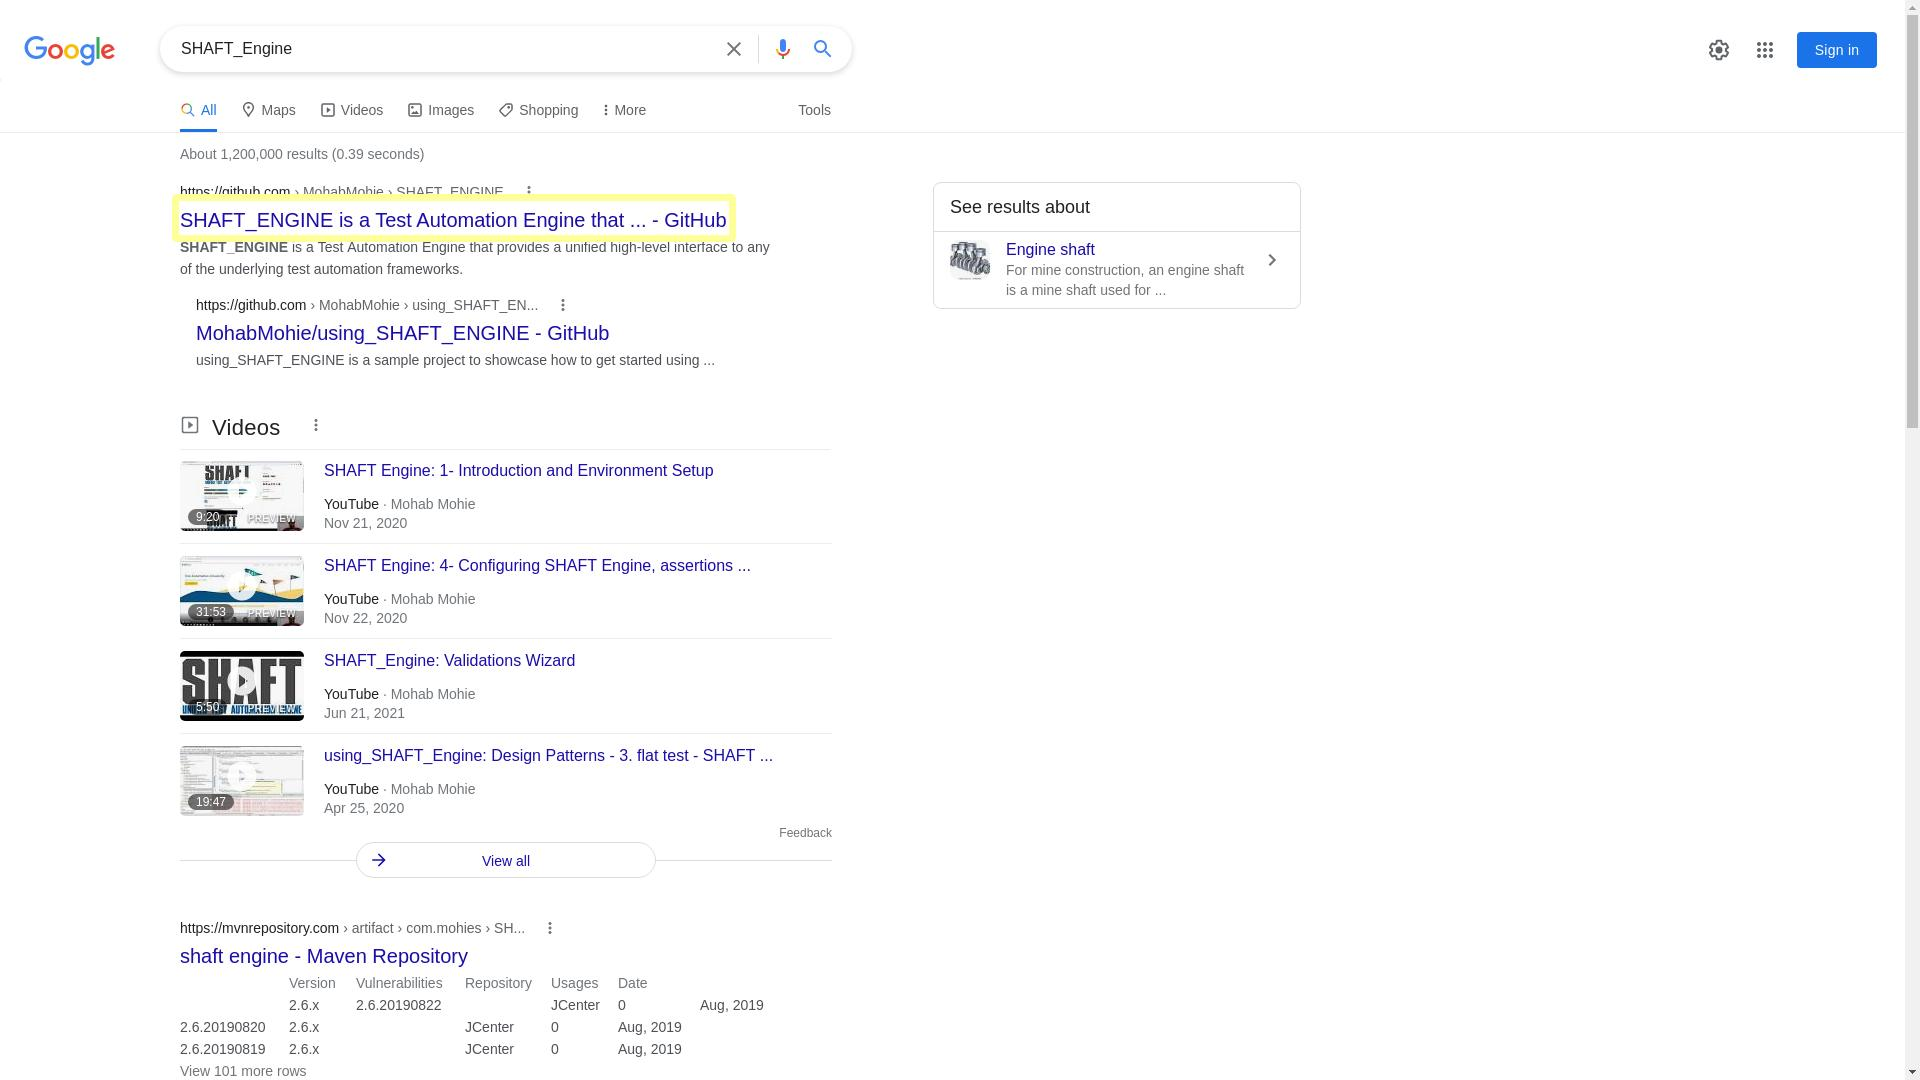 Google
SHAFT_Engine
Sign in
All
Maps
Videos
Images
Shopping
More
Tools
About 1,200,000 results (0.39 seconds)
https://github.com › MohabMohie › SHAFT_ENGINE
SHAFT_ENGINE is a Test Automation Engine that ... - GitHub
SHAFT_ENGINE is a Test Automation Engine that provides a unified high-level interface to any
of the underlying test automation frameworks.
https://github.com › MohabMohie › using_SHAFT_EN...
MohabMohie/using_SHAFT_ENGINE - GitHub
using_SHAFT_ENGINE is a sample project to showcase how to get started using ...
See results about
Engine shaft
For mine construction, an engine shaft
is a mine shaft used for ...
Videos
SHAFT
9:20
PREVIEW
SHAFT Engine: 1- Introduction and Environment Setup
YouTube · Mohab Mohie
Nov 21, 2020
31:53
PREVIEW
SHAFT Engine: 4- Configuring SHAFT Engine, assertions ...
YouTube · Mohab Mohie
Nov 22, 2020
SHAFT
5:50
PREVIEW
SHAFT_Engine: Validations Wizard
YouTube · Mohab Mohie
Jun 21, 2021
19:47
using_SHAFT_Engine: Design Patterns - 3. flat test - SHAFT ...
YouTube · Mohab Mohie
Apr 25, 2020
Feedback
View all
https://mvnrepository.com › artifact › com.mohies › SH...
shaft engine - Maven Repository
Version Vulnerabilities Repository Usages Date
2.6.x 2.6.20190822 JCenter 0 Aug, 2019
2.6.20190820 2.6.x JCenter 0 Aug, 2019
2.6.20190819 2.6.x JCenter 0 Aug, 2019
View 101 more rows